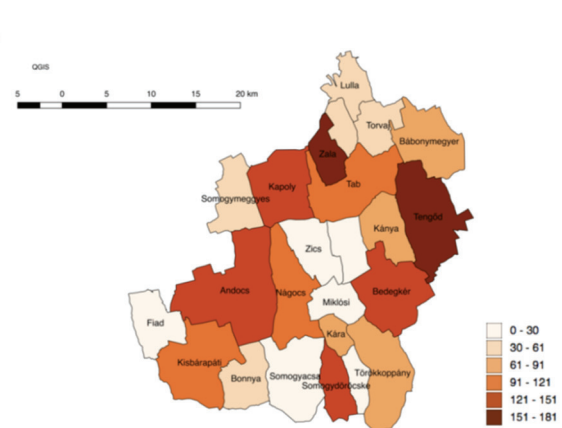 QGIS
5 0 5 10 15 20 km
Lulla
Torvaj
Bábonymegyer
Zala
Tab
Kapoly
Somogymeggyes
Tengőd
Kánya
Zics
Andocs
Nágocs
Bedegkér
Miklósi
Fiad
Kára
Kisbárapáti
Bonnya
Somogyacsa
Törökkoppány
Somogydöröcske
0 - 30
30 - 61
61 - 91
91 - 121
121 - 151
151 - 181